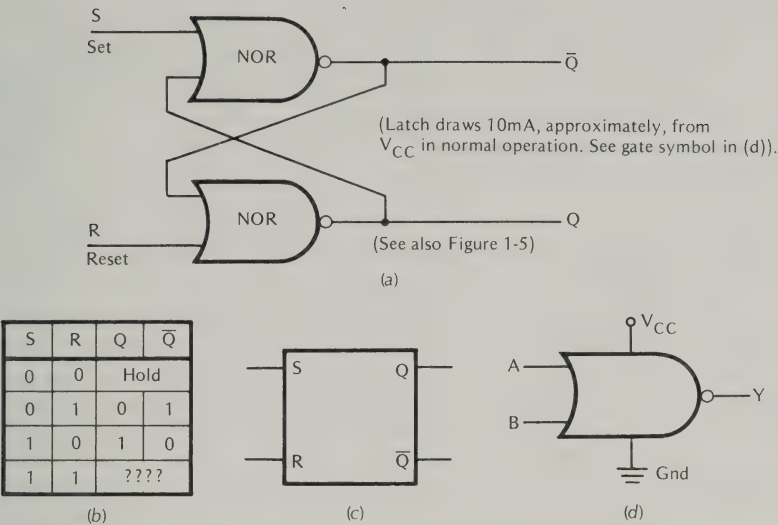 S
Set
NOR
Q̅
(Latch draws 10mA, approximately, from
V_CC in normal operation. See gate symbol in (d)).
NOR
Q
R
Reset
(See also Figure 1-5)
(a)
S R Q Q̅
0 0 Hold
0 1 0 1
1 0 1 0
1 1 ????
(b)
S Q
R Q̅
(c)
V_CC
A
Y
B
Gnd
(d)